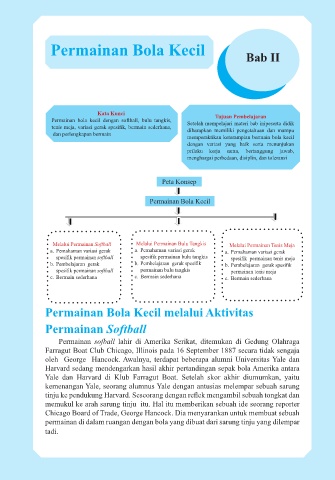 Permainan Bola Kecil
Bab II
Kata Kunci
Permainan bola kecil dengan softball, bulu tangkis,
tenis meja, variasi gerak spesifik, bermain sederhana,
dan perlengkapan bermain
Tujuan Pembelajaran
Setelah mempelajari materi bab ini peserta didik
diharapkan memiliki pengetahuan dan mampu
mempraktikkan keterampilan bermain bola kecil
dengan variasi yang baik serta menunjukan
prilaku kerja sama, bertanggung jawab,
menghargai perbedaan, disiplin, dan toleransi
Peta Konsep
Permainan Bola Kecil
Melalui Permainan Softball
a. Pemahaman variasi gerak
spesifik permainan softball
b. Pembelajaran gerak
spesifik permainan softball
c. Bermain sederhana
Melalui Permainan Bulu Tangkis
a. Pemahaman variasi gerak
spesifik permainan bulu tangkis
b. Pembelajaran gerak spesifik
permainan bulu tangkis
c. Bermain sederhana
Melalui Permainan Tenis Meja
a. Pemahaman variasi gerak
spesifik permainan tenis meja
b. Pembelajaran gerak spesifik
permainan tenis meja
c. Bermain sederhana
Permainan Bola Kecil melalui Aktivitas
Permainan Softball
Permainan sofball lahir di Amerika Serikat, ditemukan di Gedung Olahraga
Farragut Boat Club Chicago, Illinois pada 16 September 1887 secara tidak sengaja
oleh George Hancock. Awalnya, terdapat beberapa alumni Universitas Yale dan
Harvard sedang mendengarkan hasil akhir pertandingan sepak bola Amerika antara
Yale dan Harvard di Klub Farragut Boat. Setelah skor akhir diumumkan, yaitu
kemenangan Yale, seorang alumnus Yale dengan antusias melempar sebuah sarung
tinju ke pendukung Harvard. Seseorang dengan reflek mengambil sebuah tongkat dan
memukul ke arah sarung tinju itu. Hal itu memberikan sebuah ide seorang reporter
Chicago Board of Trade, George Hancock. Dia menyarankan untuk membuat sebuah
permainan di dalam ruangan dengan bola yang dibuat dari sarung tinju yang dilempar
tadi.